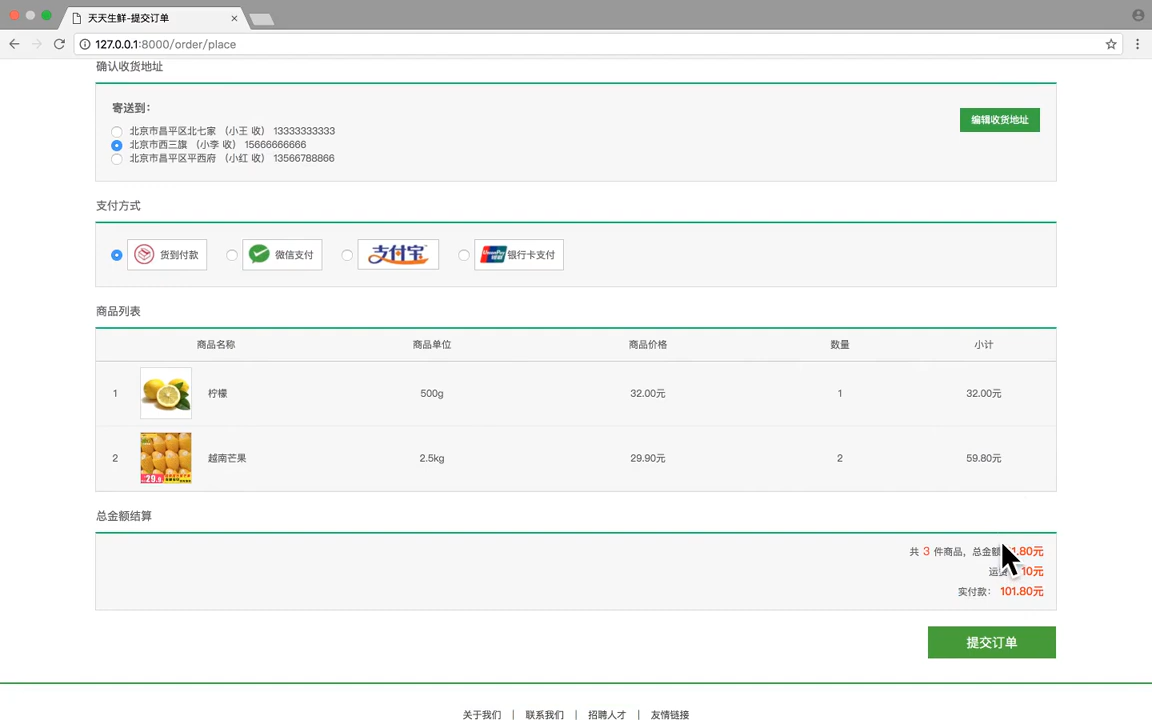 天天生鲜-提交订单
127.0.0.1:8000/order/place
确认收货地址
寄送到：
编辑收货地址
北京市昌平区北七家 （小王 收） 13333333333
北京市西三旗 （小李 收） 15666666666
北京市昌平区平西府 （小红 收） 13566788866
支付方式
货到付款 微信支付 支付宝 银行卡支付
商品列表
商品名称 商品单位 商品价格 数量 小计
1 柠檬 500g 32.00元 1 32.00元
2 越南芒果 2.5kg 29.90元 2 59.80元
总金额结算
共 3 件商品，总金额 1.80元
运 10元
实付款： 101.80元
提交订单
关于我们 | 联系我们 | 招聘人才 | 友情链接